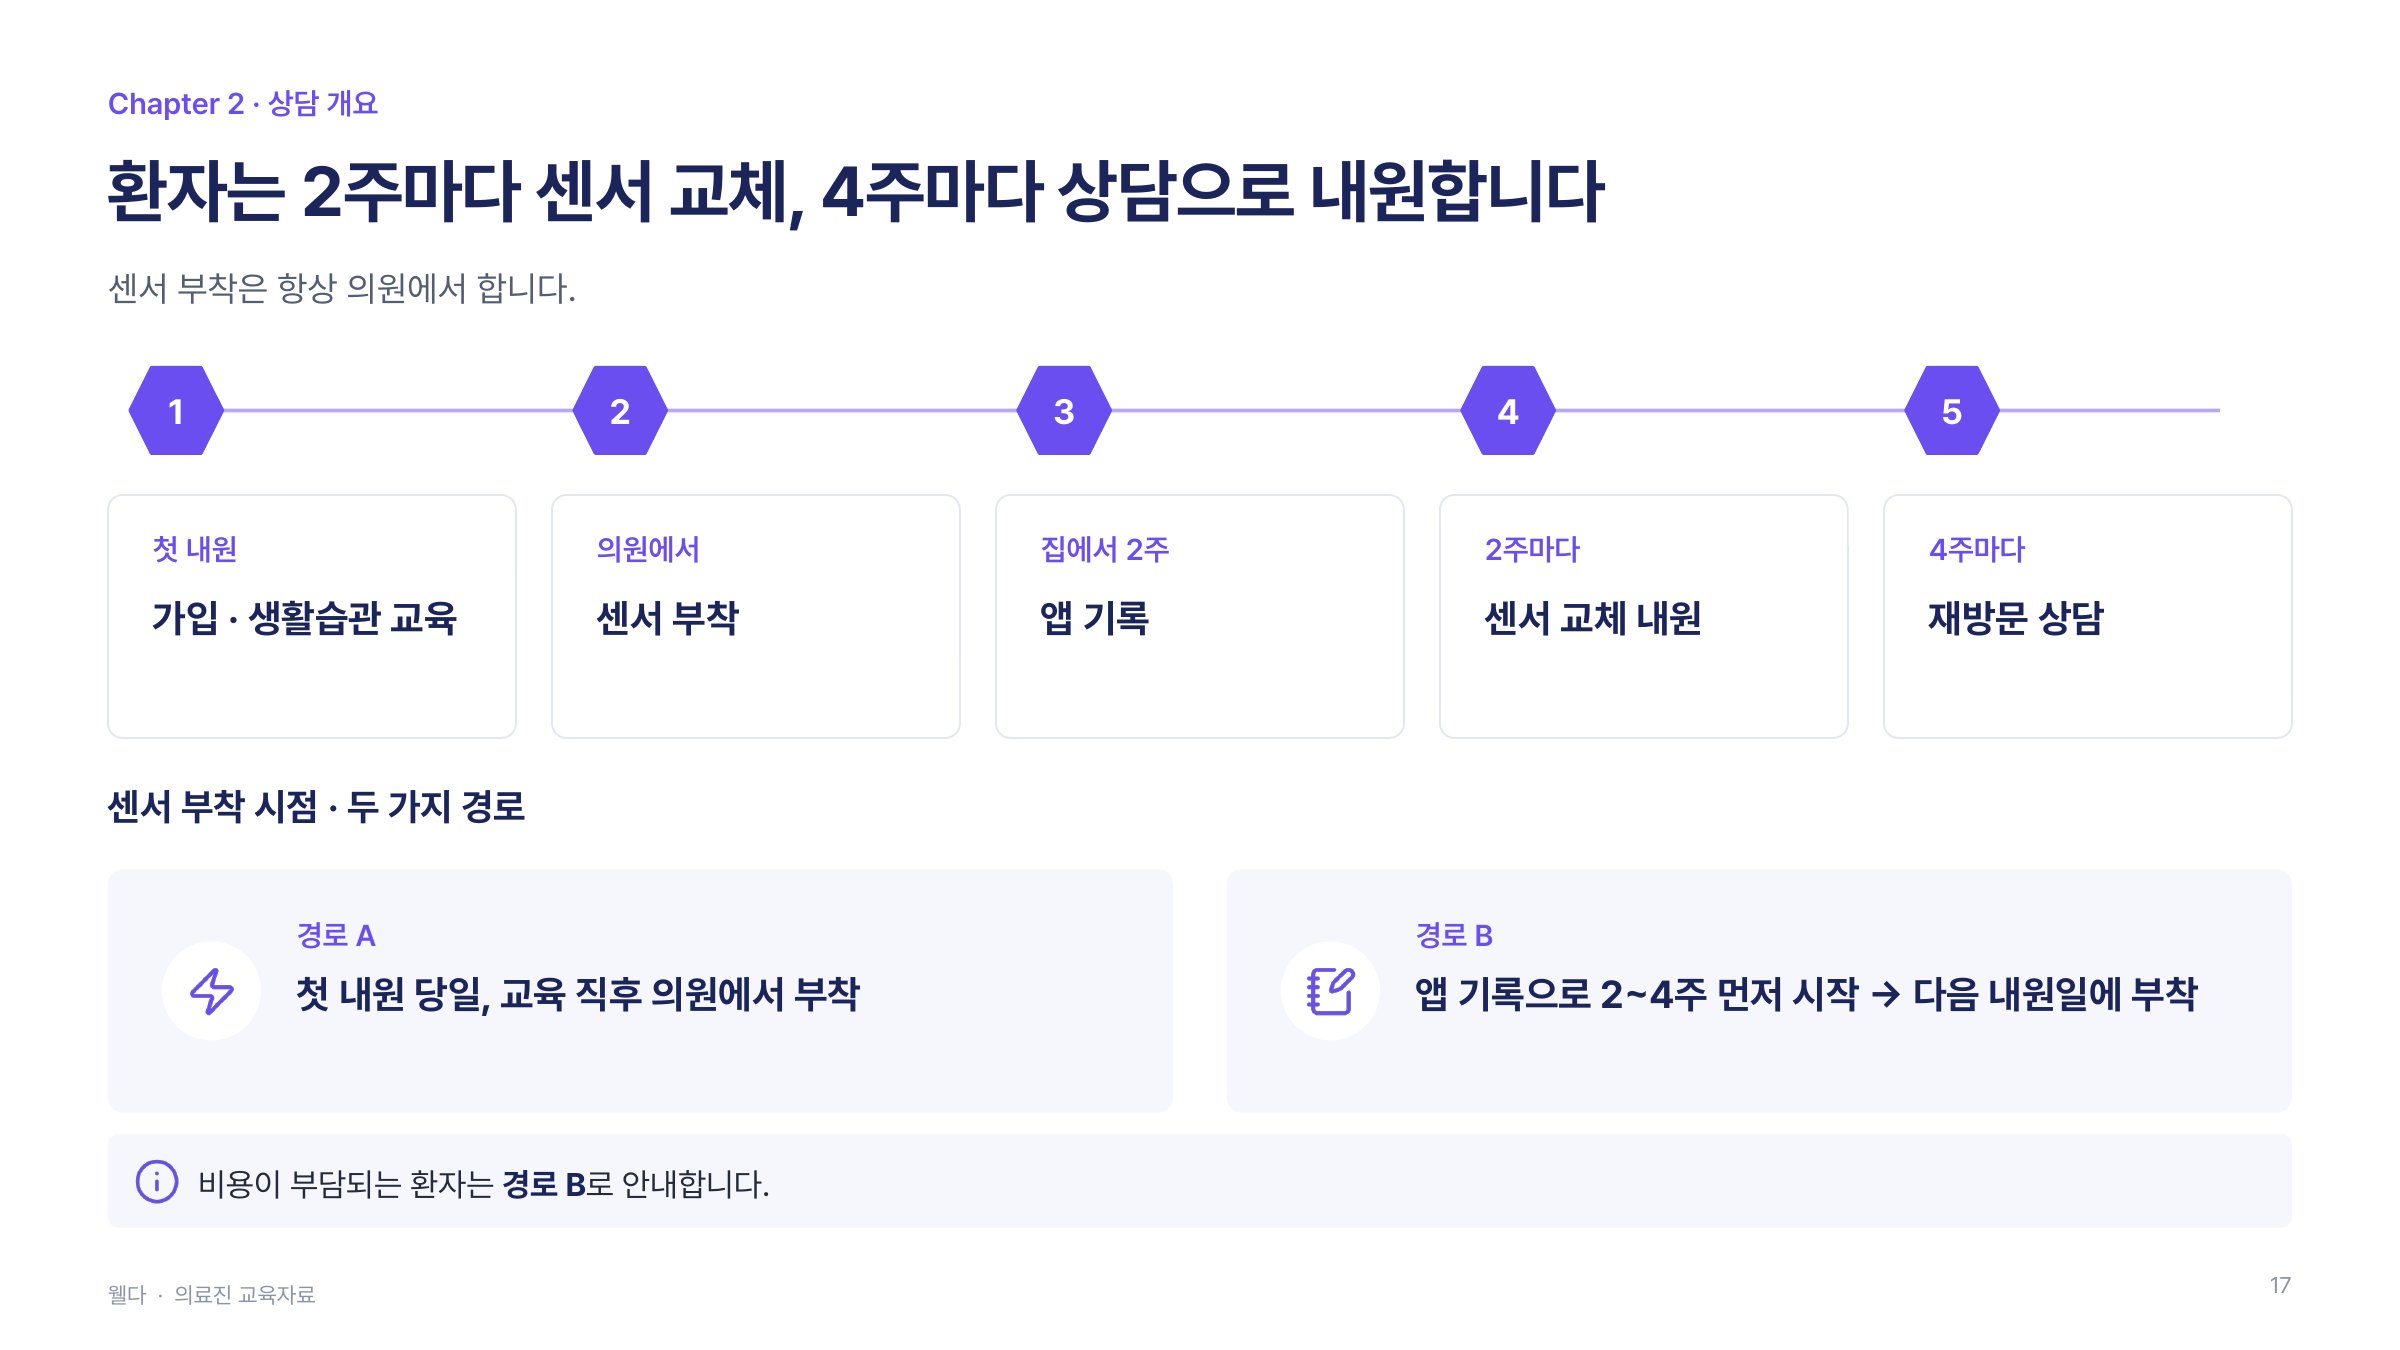 Chapter 2 · 상담 개요
환자는 2주마다 센서 교체, 4주마다 상담으로 내원합니다
센서 부착은 항상 의원에서 합니다.
1
2
3
4
5
첫 내원
가입 · 생활습관 교육
의원에서
센서 부착
집에서 2주
앱 기록
2주마다
센서 교체 내원
4주마다
재방문 상담
센서 부착 시점 · 두 가지 경로
경로 A
첫 내원 당일, 교육 직후 의원에서 부착
경로 B
앱 기록으로 2~4주 먼저 시작 → 다음 내원일에 부착
비용이 부담되는 환자는 경로 B로 안내합니다.
웰다 · 의료진 교육자료
17